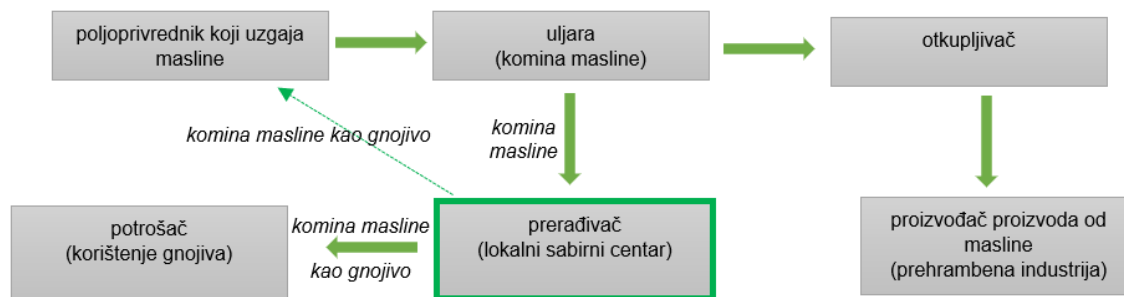 poljoprivrednik koji uzgaja
masline
uljara
(komina masline)
otkupljivač
komina masline kao gnojivo
komina
masline
potrošač
(korištenje gnojiva)
komina masline
kao gnojivo
prerađivač
(lokalni sabirni centar)
proizvođač proizvoda od
masline
(prehrambena industrija)